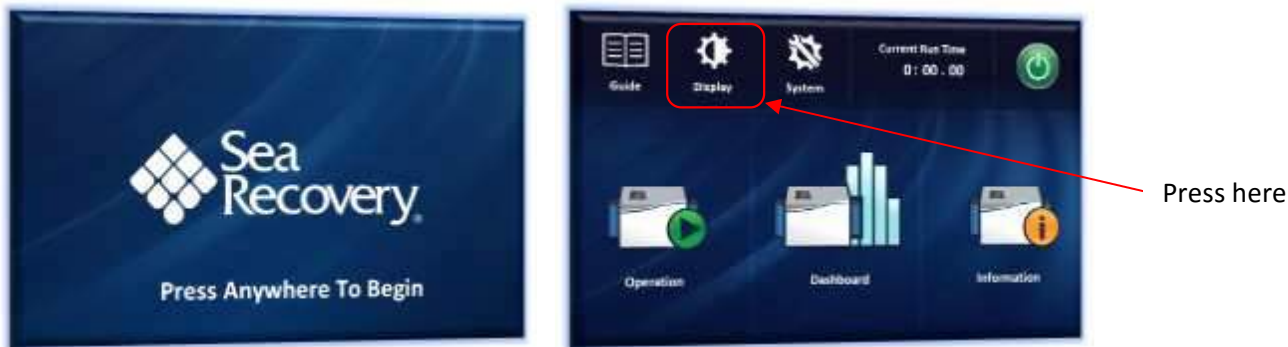 Sea
Recovery
Press Anywhere To Begin
Guide
Display
System
Current Run Time
0: 00 . 00
Press here
Operation
Dashboard
Information